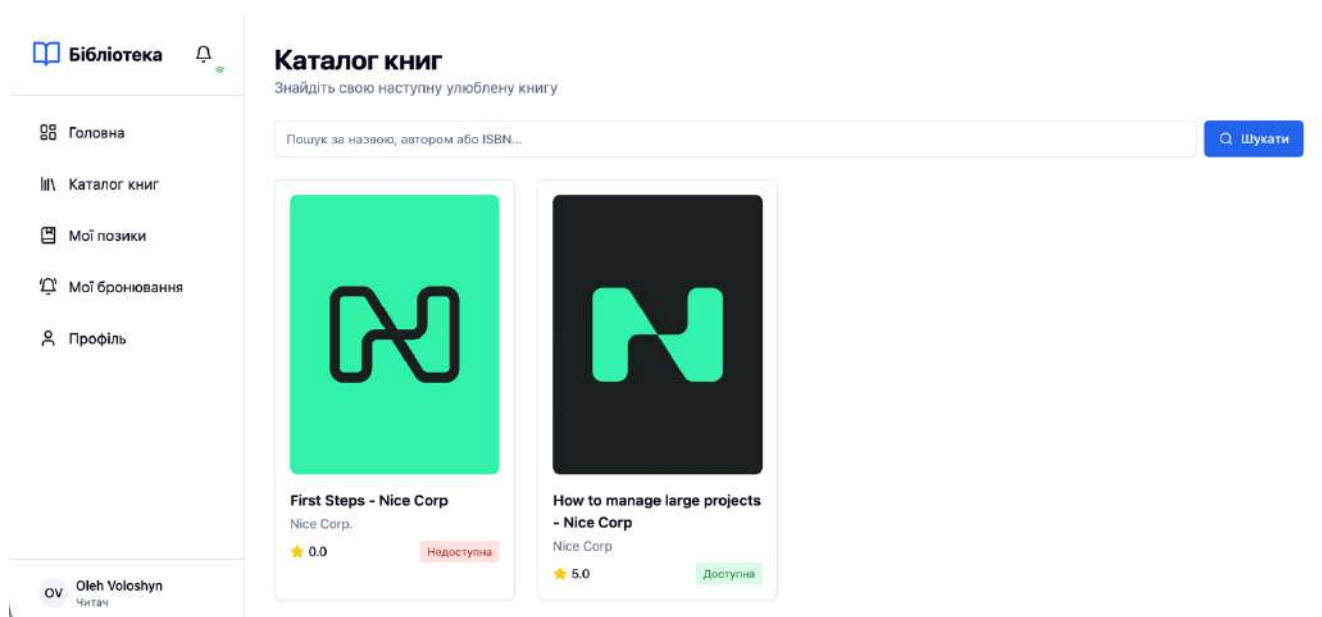 Бібліотека
Головна
Каталог книг
Мої позики
Мої бронювання
Профіль
OV
Oleh Voloshyn
Читач
Каталог книг
Знайдіть свою наступну улюблену книгу
Пошук за назвою, автором або ISBN...
Шукати
First Steps - Nice Corp
Nice Corp.
0.0
Недоступна
How to manage large projects
- Nice Corp
Nice Corp
5.0
Доступна